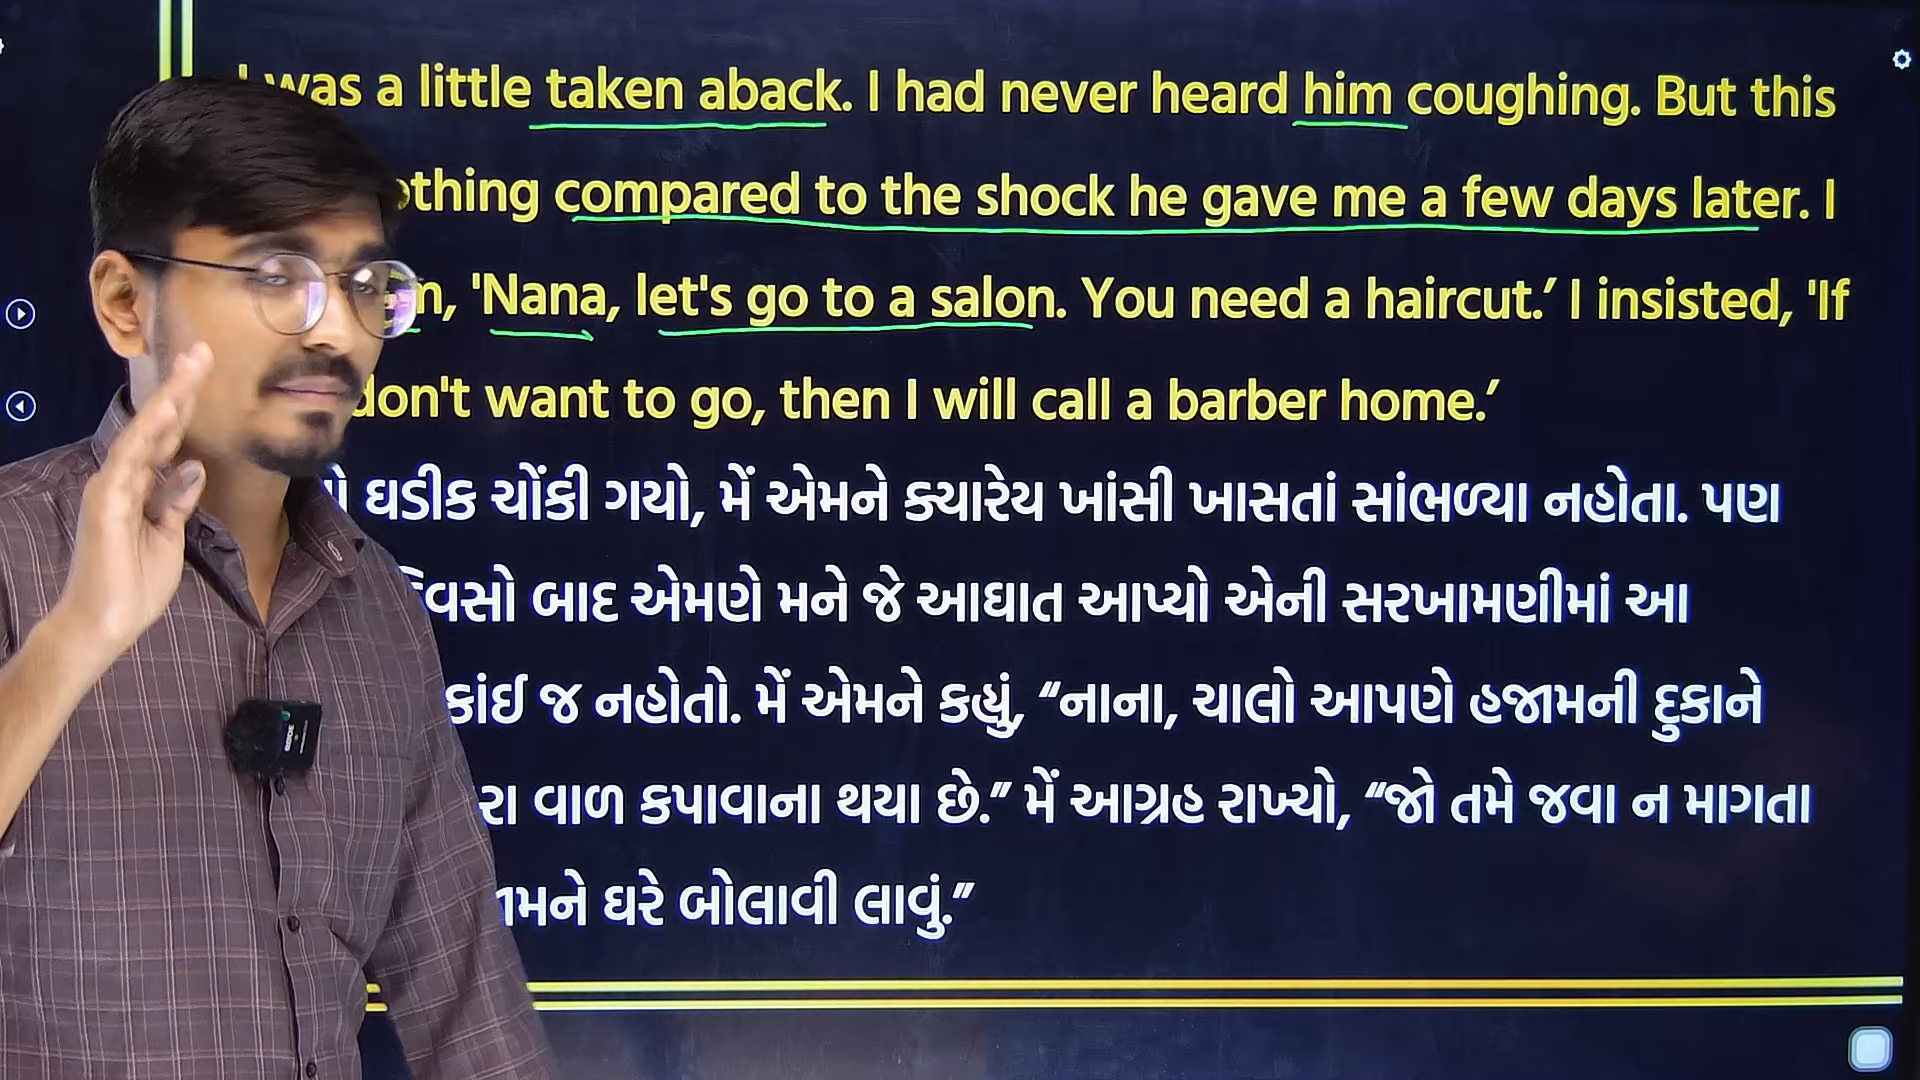 was a little taken aback. I had never heard him coughing. But this
compared to the shock he gave me a few days later. I
'Nana, let's go to a salon. You need a haircut.’ I insisted, 'If
don't want to go, then I will call a barber home.’
ઘડીક ચોંકી ગયો, મેં એમને ક્યારેય ખાંસી ખાસતાં સાંભળ્યા નહોતા. પણ
બાદ એમણે મને જે આઘાત આપ્યો એની સરખામણીમાં આ
કાંઈ જ નહોતો. મેં એમને કહ્યું, “નાના, ચાલો આપણે હજામની દુકાને
વાળ કપાવાના થયા છે.” મેં આગ્રહ રાખ્યો, “જો તમે જવા ન માગતા
ઘરે બોલાવી લાવું.”